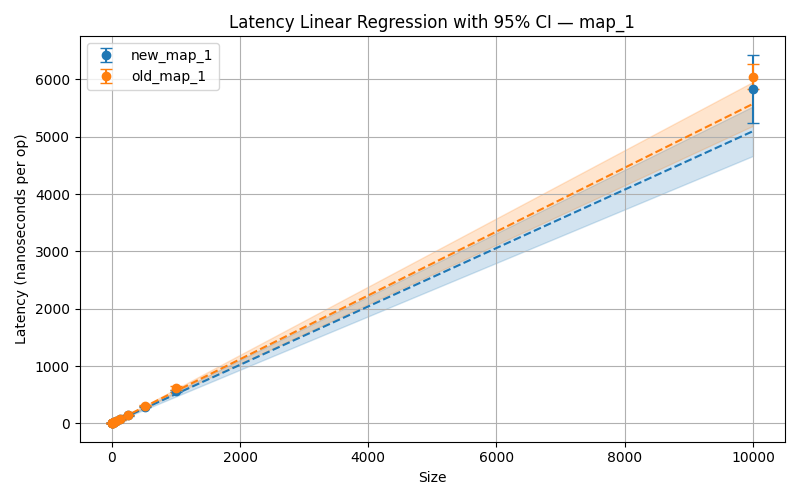 Latency Linear Regression with 95% CI — map_1
new_map_1
old_map_1
Latency (nanoseconds per op)
6000
5000
4000
3000
2000
1000
0
0 2000 4000 6000 8000 10000
Size